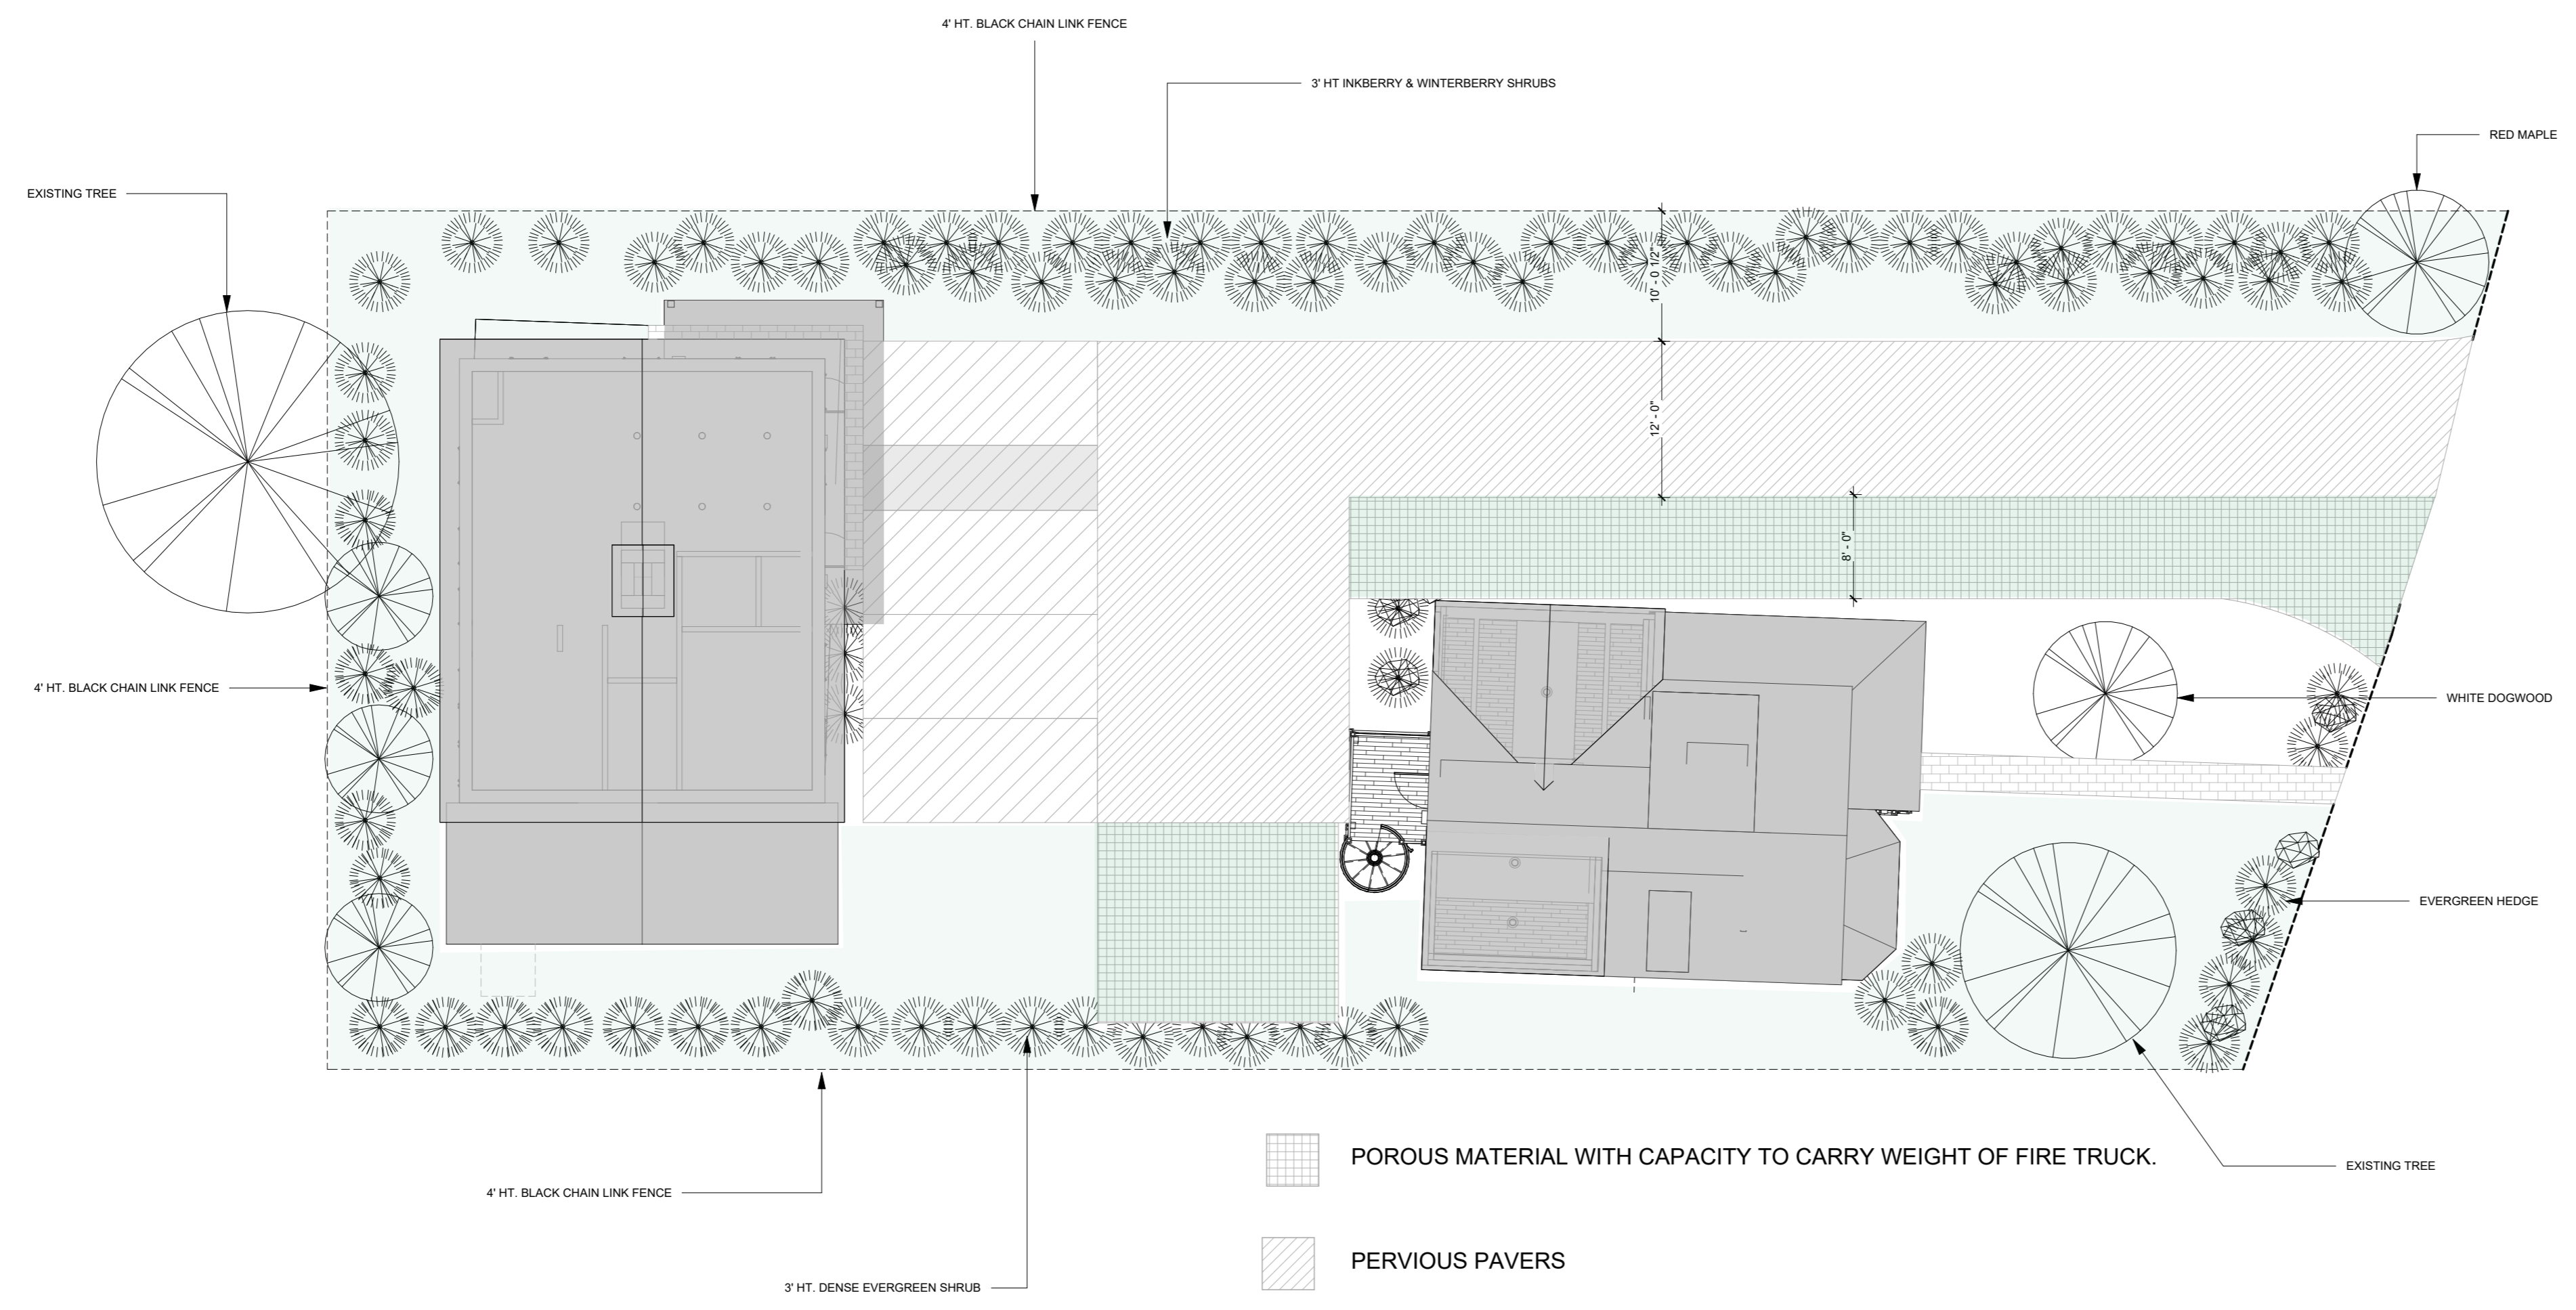 4' HT. BLACK CHAIN LINK FENCE
3' HT INKBERRY & WINTERBERRY SHRUBS
RED MAPLE
EXISTING TREE
10' - 0 1/2"
12' - 0"
8' - 0"
4' HT. BLACK CHAIN LINK FENCE
WHITE DOGWOOD
EVERGREEN HEDGE
POROUS MATERIAL WITH CAPACITY TO CARRY WEIGHT OF FIRE TRUCK.
EXISTING TREE
4' HT. BLACK CHAIN LINK FENCE
PERVIOUS PAVERS
3' HT. DENSE EVERGREEN SHRUB